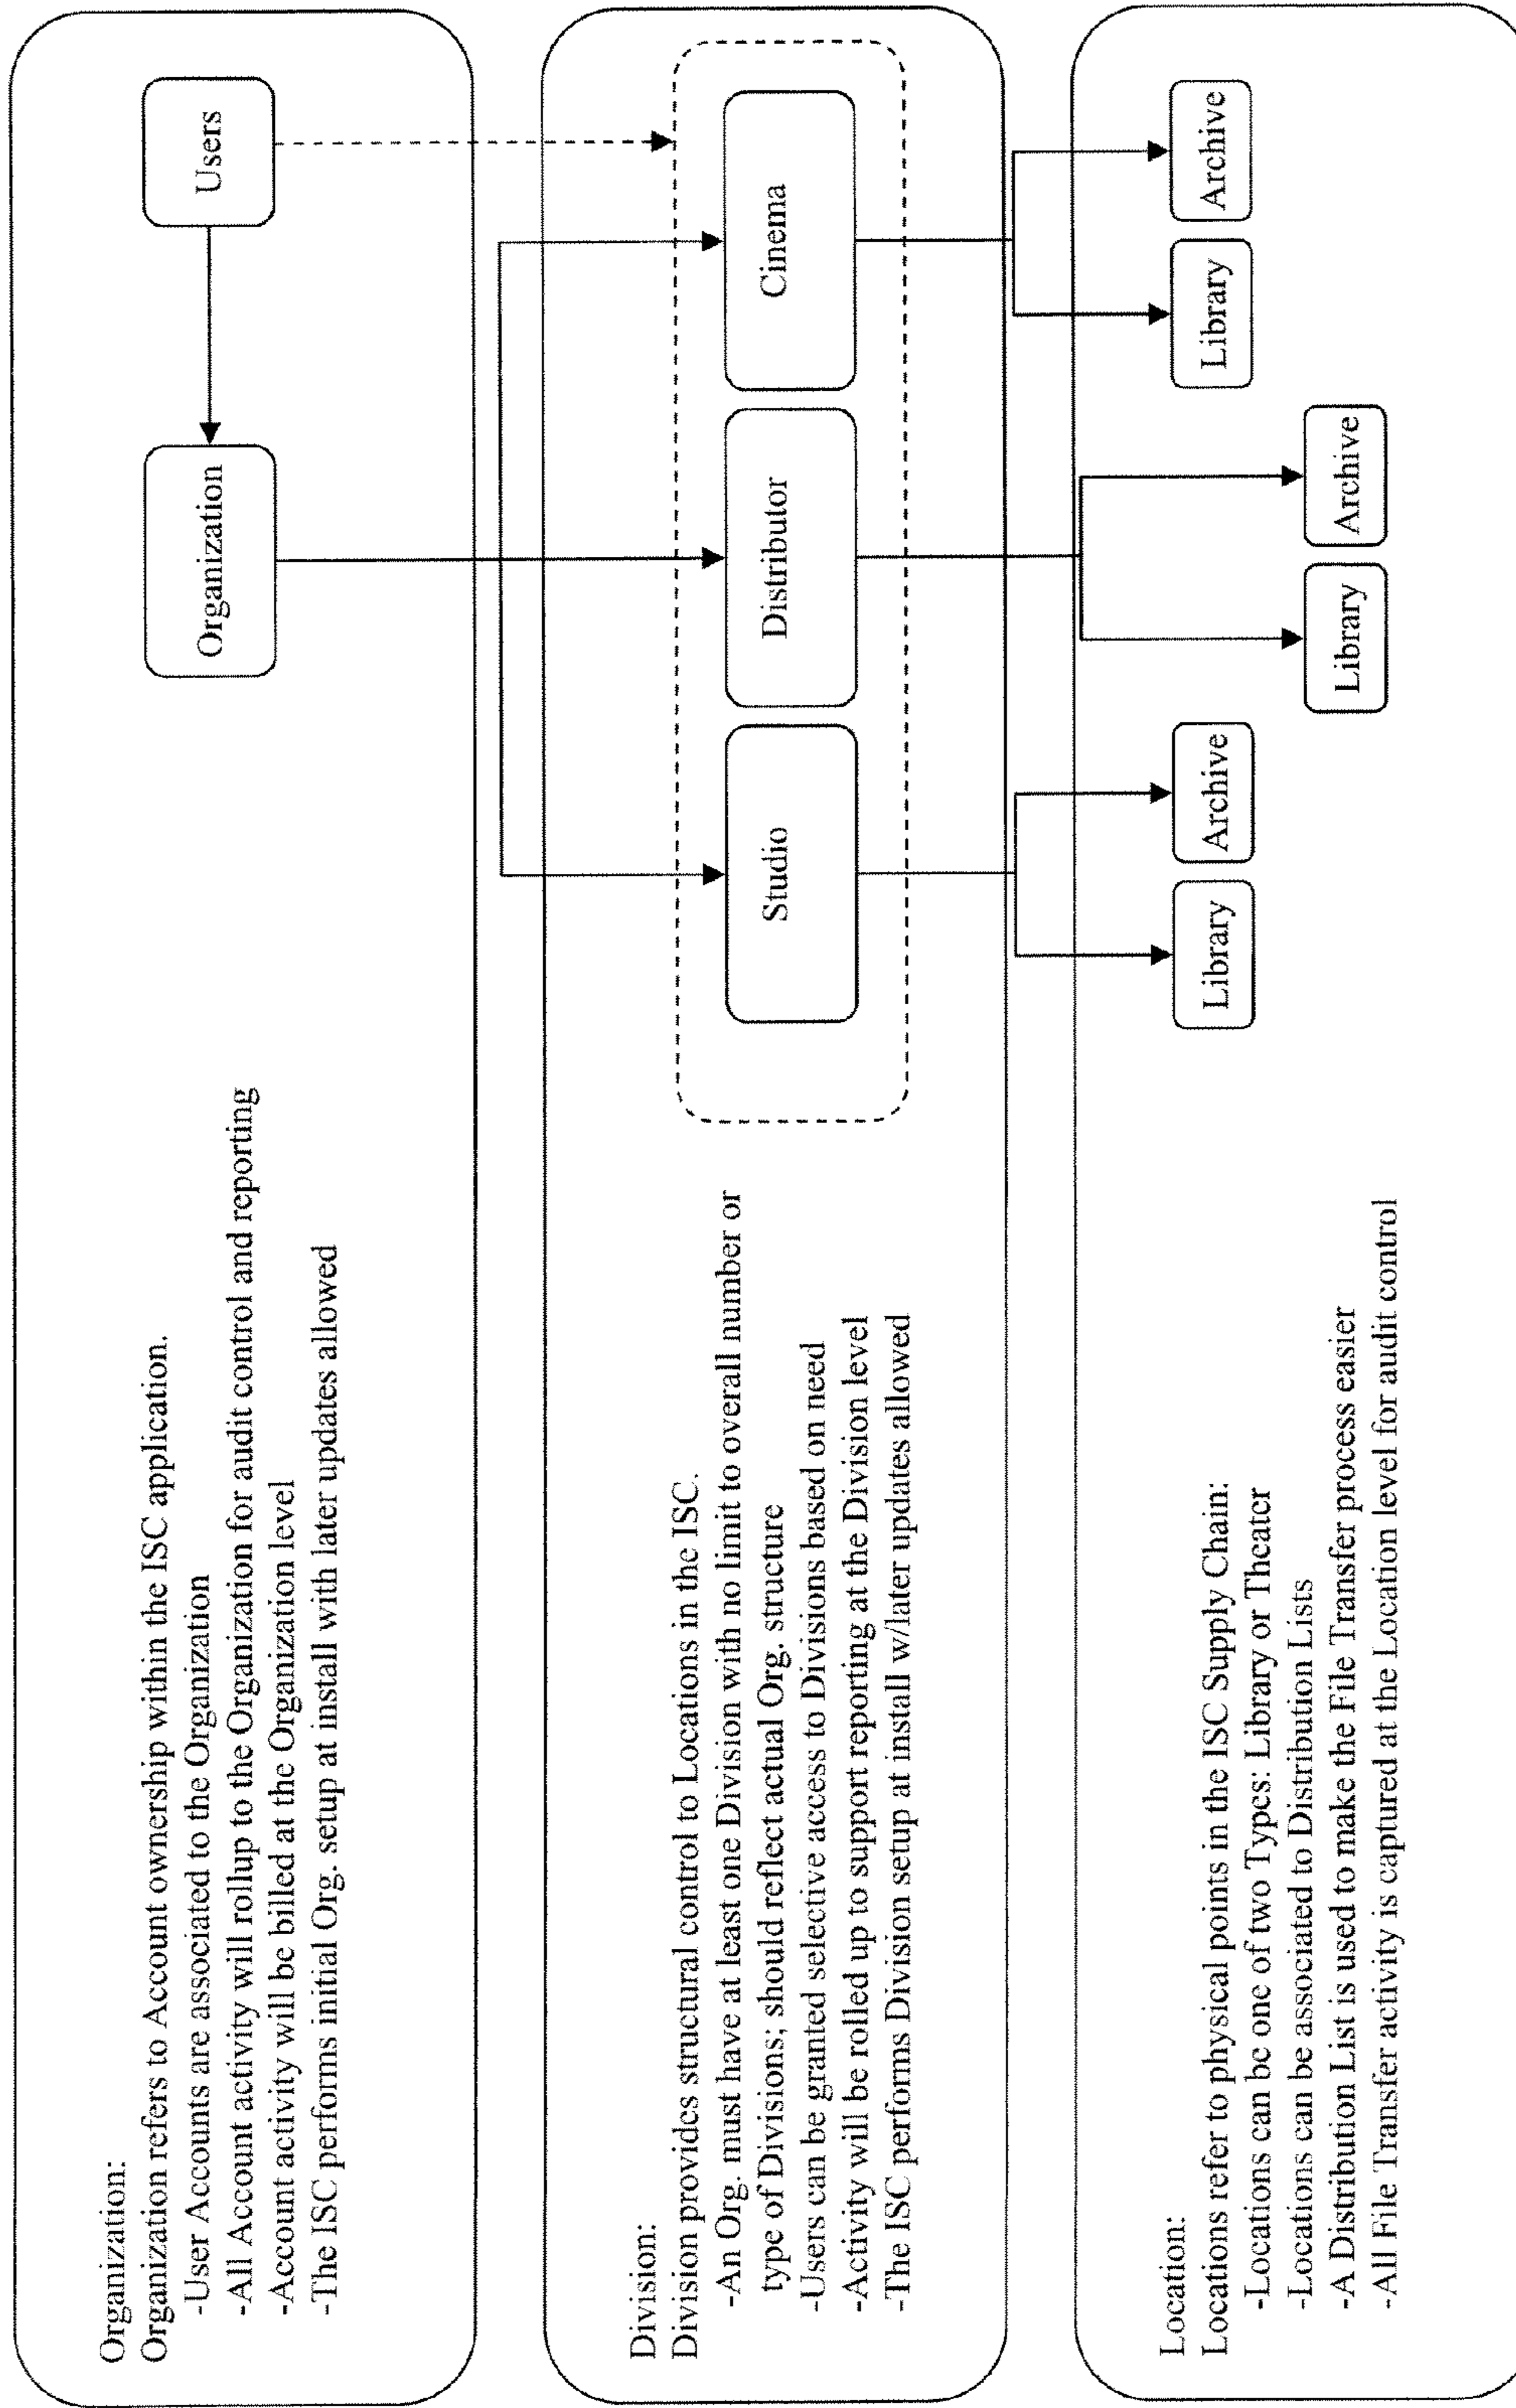 Organization:
Organization refers to Account ownership within the ISC application.
-User Accounts are associated to the Organization
-All Account activity will rollup to the Organization for audit control and reporting
-Account activity will be billed at the Organization level
-The ISC performs initial Org. setup at install with later updates allowed
Organization
Users
Division:
Division provides structural control to Locations in the ISC.
-An Org. must have at least one Division with no limit to overall number or
type of Divisions; should reflect actual Org. structure
-Users can be granted selective access to Divisions based on need
-Activity will be rolled up to support reporting at the Division level
-The ISC performs Division setup at install w/later updates allowed
Studio
Distributor
Cinema
Location:
Locations refer to physical points in the ISC Supply Chain:
-Locations can be one of two Types: Library or Theater
-Locations can be associated to Distribution Lists
-A Distribution List is used to make the File Transfer process easier
-All File Transfer activity is captured at the Location level for audit control
Library
Archive
Library
Archive
Library
Archive